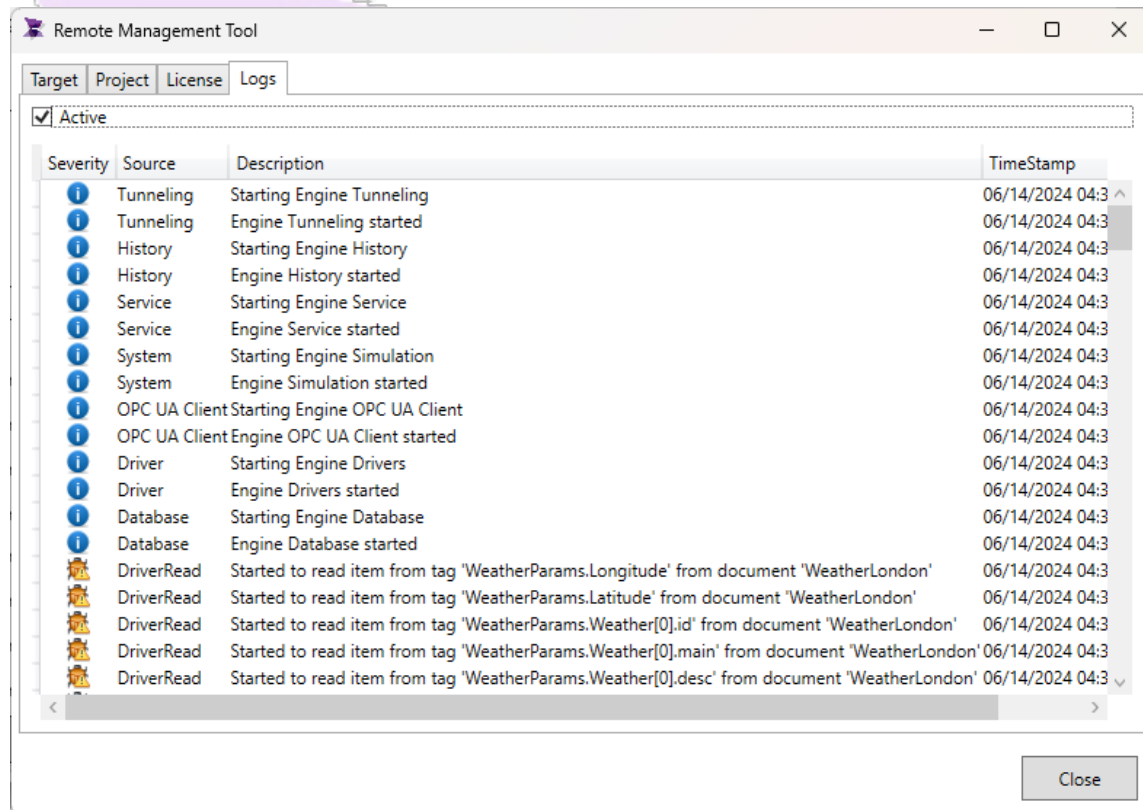 Remote Management Tool
Target Project License Logs
Active
Severity Source Description TimeStamp
Tunneling Starting Engine Tunneling 06/14/2024 04:3
Tunneling Engine Tunneling started 06/14/2024 04:3
History Starting Engine History 06/14/2024 04:3
History Engine History started 06/14/2024 04:3
Service Starting Engine Service 06/14/2024 04:3
Service Engine Service started 06/14/2024 04:3
System Starting Engine Simulation 06/14/2024 04:3
System Engine Simulation started 06/14/2024 04:3
OPC UA Client Starting Engine OPC UA Client 06/14/2024 04:3
OPC UA Client Engine OPC UA Client started 06/14/2024 04:3
Driver Starting Engine Drivers 06/14/2024 04:3
Driver Engine Drivers started 06/14/2024 04:3
Database Starting Engine Database 06/14/2024 04:3
Database Engine Database started 06/14/2024 04:3
DriverRead Started to read item from tag 'WeatherParams.Longitude' from document 'WeatherLondon' 06/14/2024 04:3
DriverRead Started to read item from tag 'WeatherParams.Latitude' from document 'WeatherLondon' 06/14/2024 04:3
DriverRead Started to read item from tag 'WeatherParams.Weather[0].id' from document 'WeatherLondon' 06/14/2024 04:3
DriverRead Started to read item from tag 'WeatherParams.Weather[0].main' from document 'WeatherLondon' 06/14/2024 04:3
DriverRead Started to read item from tag 'WeatherParams.Weather[0].desc' from document 'WeatherLondon' 06/14/2024 04:3
Close